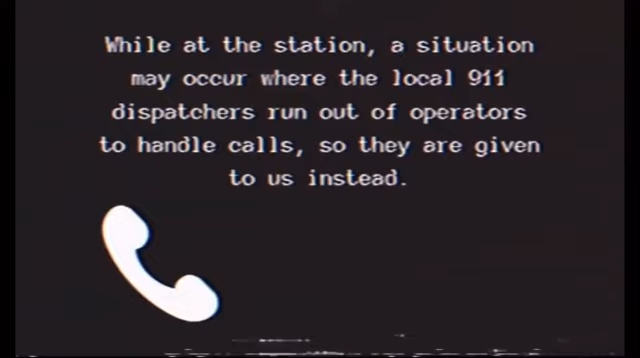 While at the station, a situation
may occur where the local 911
dispatchers run out of operators
to handle calls, so they are given
to us instead.